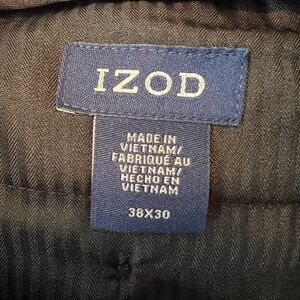 IZOD
MADE IN
VIETNAM/
FABRIQUÉ AU
VIETNAM/
HECHO EN
VIETNAM
38X30